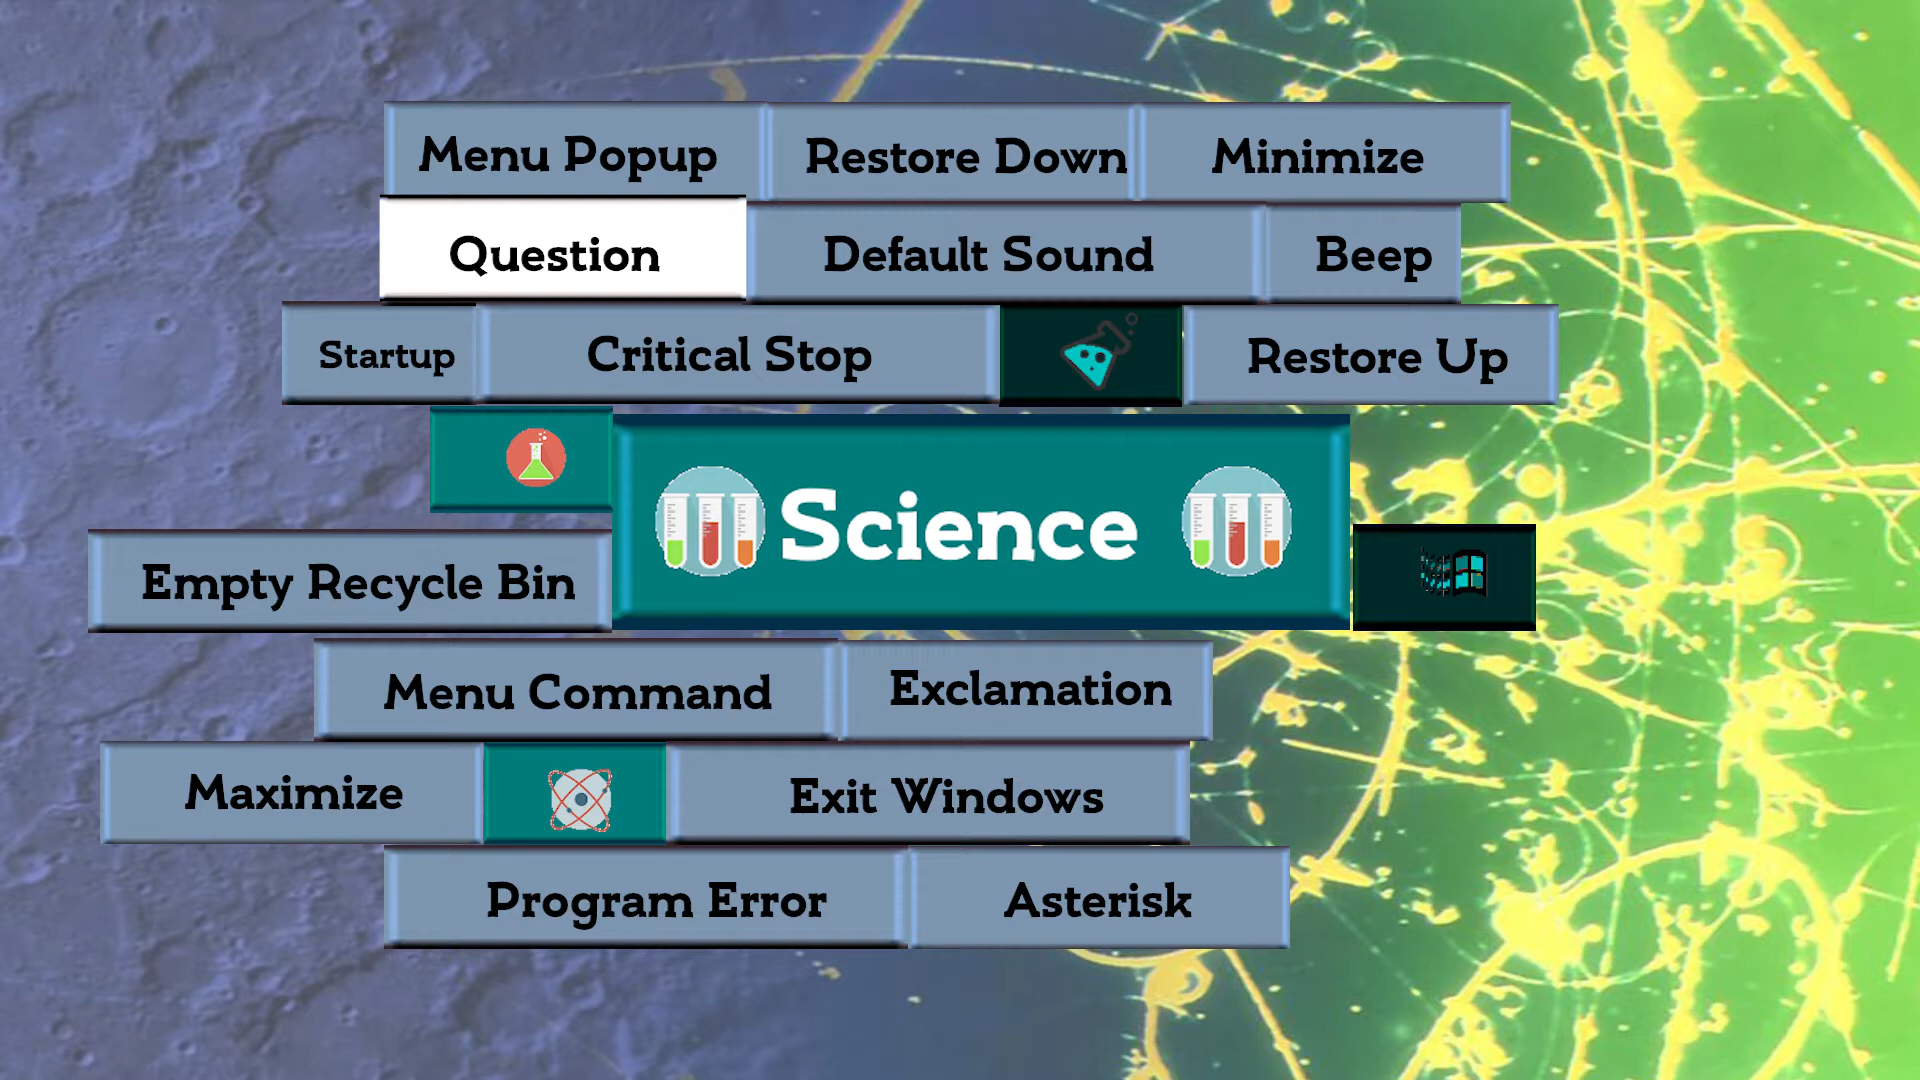 Menu Popup
Restore Down
Minimize
Question
Default Sound
Beep
Startup
Critical Stop
Restore Up
Science
Empty Recycle Bin
Menu Command
Exclamation
Maximize
Exit Windows
Program Error
Asterisk